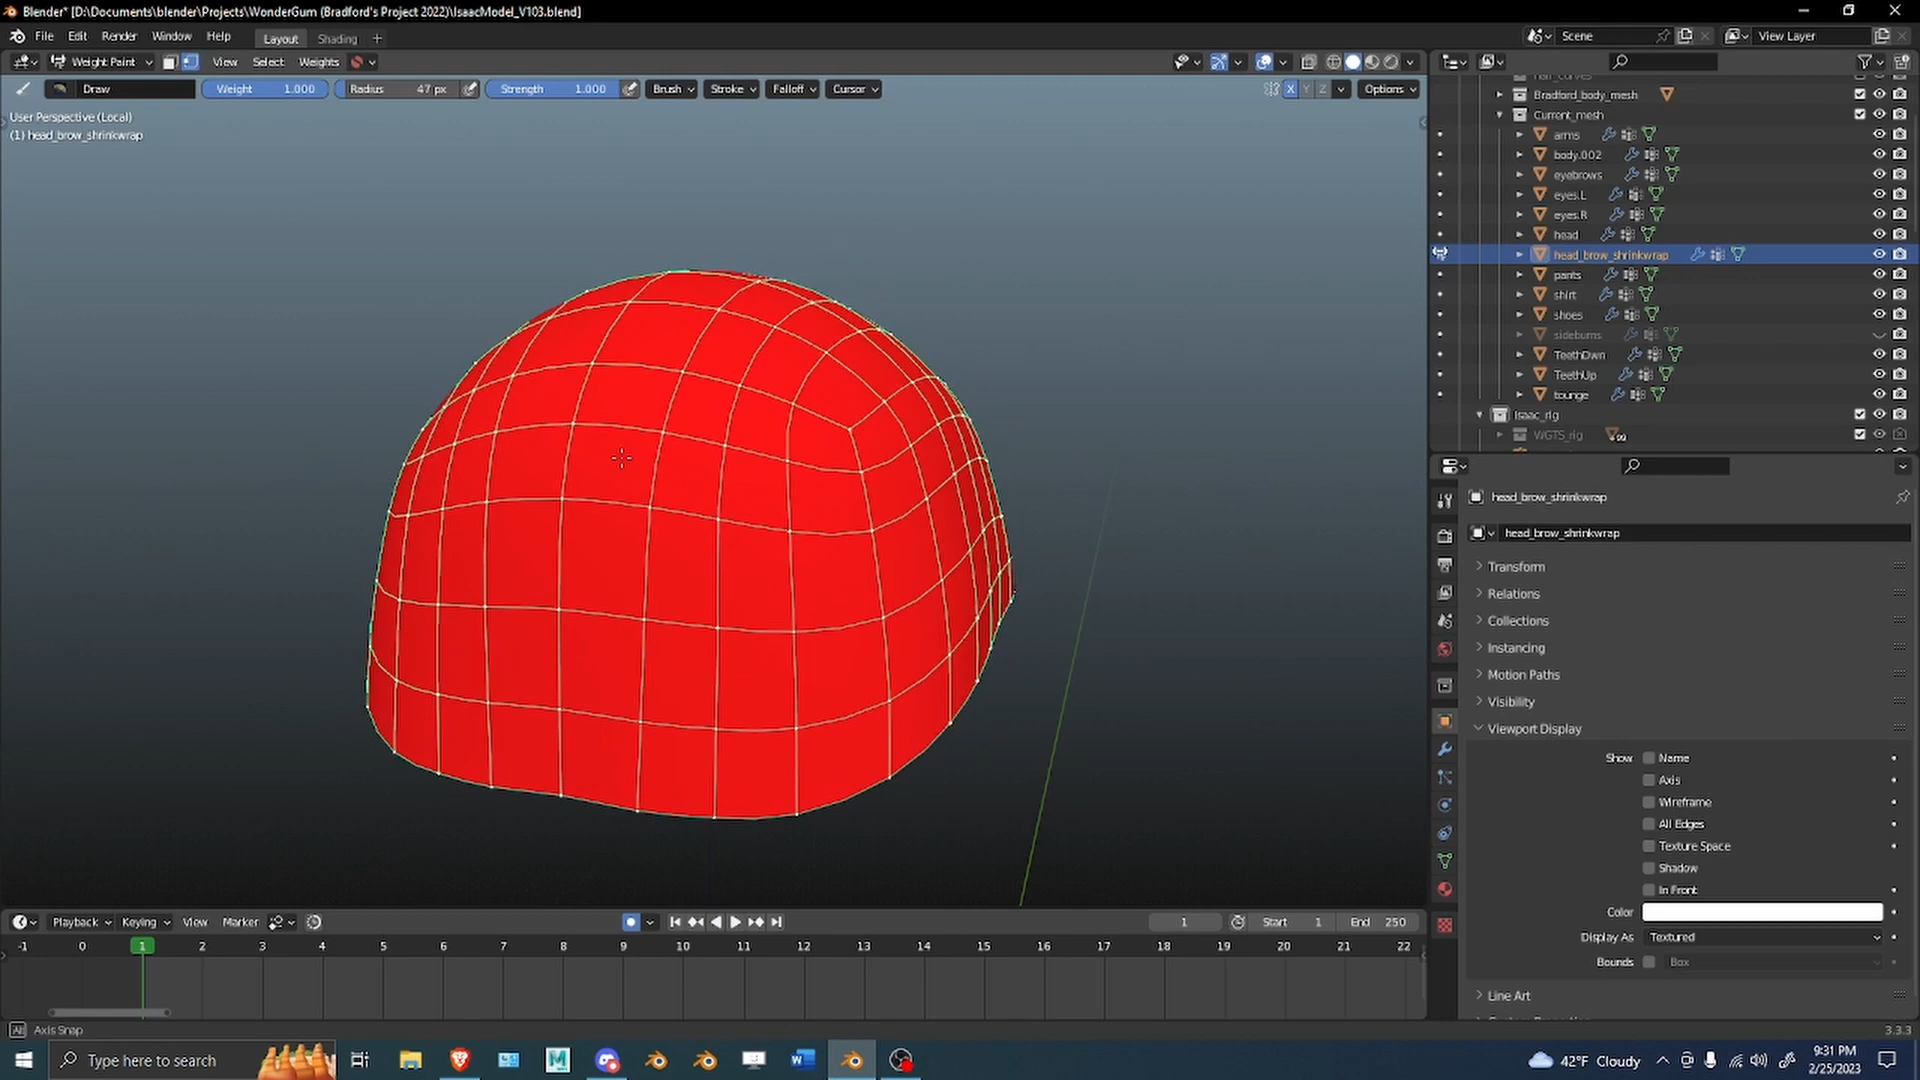 Blender* [D:\Documents\blender\Projects\WonderGum (Bradford's Project 2022)\IsaacModel_V103.blend]
File Edit Render Window Help Layout Shading + Scene View Layer
Weight Paint View Select Weights
Draw Weight 1.000 Radius 47 px Strength 1.000 Brush Stroke Falloff Cursor X Y Z Options
User Perspective (Local)
(1) head_brow_shrinkwrap
Bradford_body_mesh
Current_mesh
arms
body.002
eyebrows
eyes.L
eyes.R
head
head_brow_shrinkwrap
pants
shirt
shoes
sideburns
TeethDwn
TeethUp
tounge
Isaac_rig
WGTS_rig 99
head_brow_shrinkwrap
head_brow_shrinkwrap
Transform
Relations
Collections
Instancing
Motion Paths
Visibility
Viewport Display
Show Name
Axis
Wireframe
All Edges
Texture Space
Shadow
In Front
Color
Display As Textured
Bounds Box
Line Art
Playback Keying View Marker 1 Start 1 End 250
-1 0 1 2 3 4 5 6 7 8 9 10 11 12 13 14 15 16 17 18 19 20 21 22
Alt Axis Snap 3.3.3
Type here to search 42°F Cloudy 9:31 PM
2/25/2023